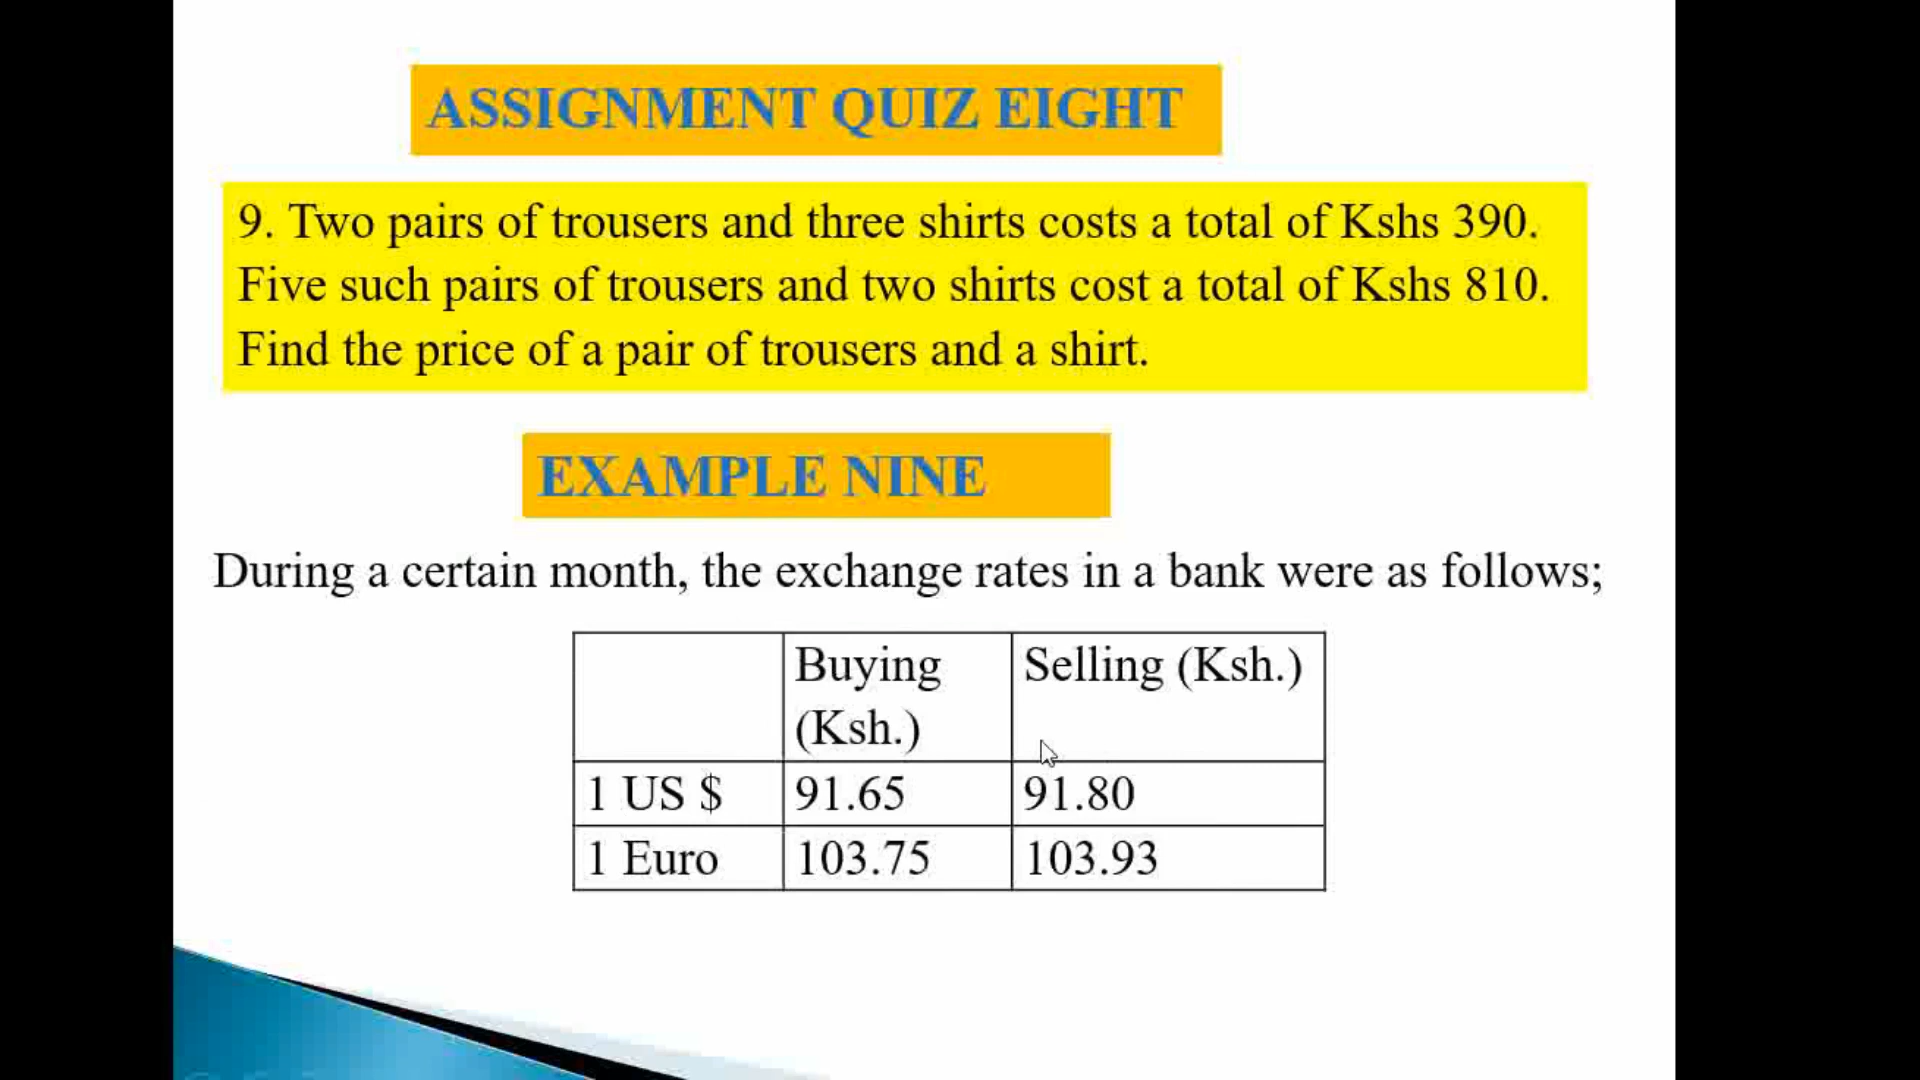 ASSIGNMENT QUIZ EIGHT
9. Two pairs of trousers and three shirts costs a total of Kshs 390.
Five such pairs of trousers and two shirts cost a total of Kshs 810.
Find the price of a pair of trousers and a shirt.
EXAMPLE NINE
During a certain month, the exchange rates in a bank were as follows;
Buying (Ksh.) Selling (Ksh.)
1 US $ 91.65 91.80
1 Euro 103.75 103.93